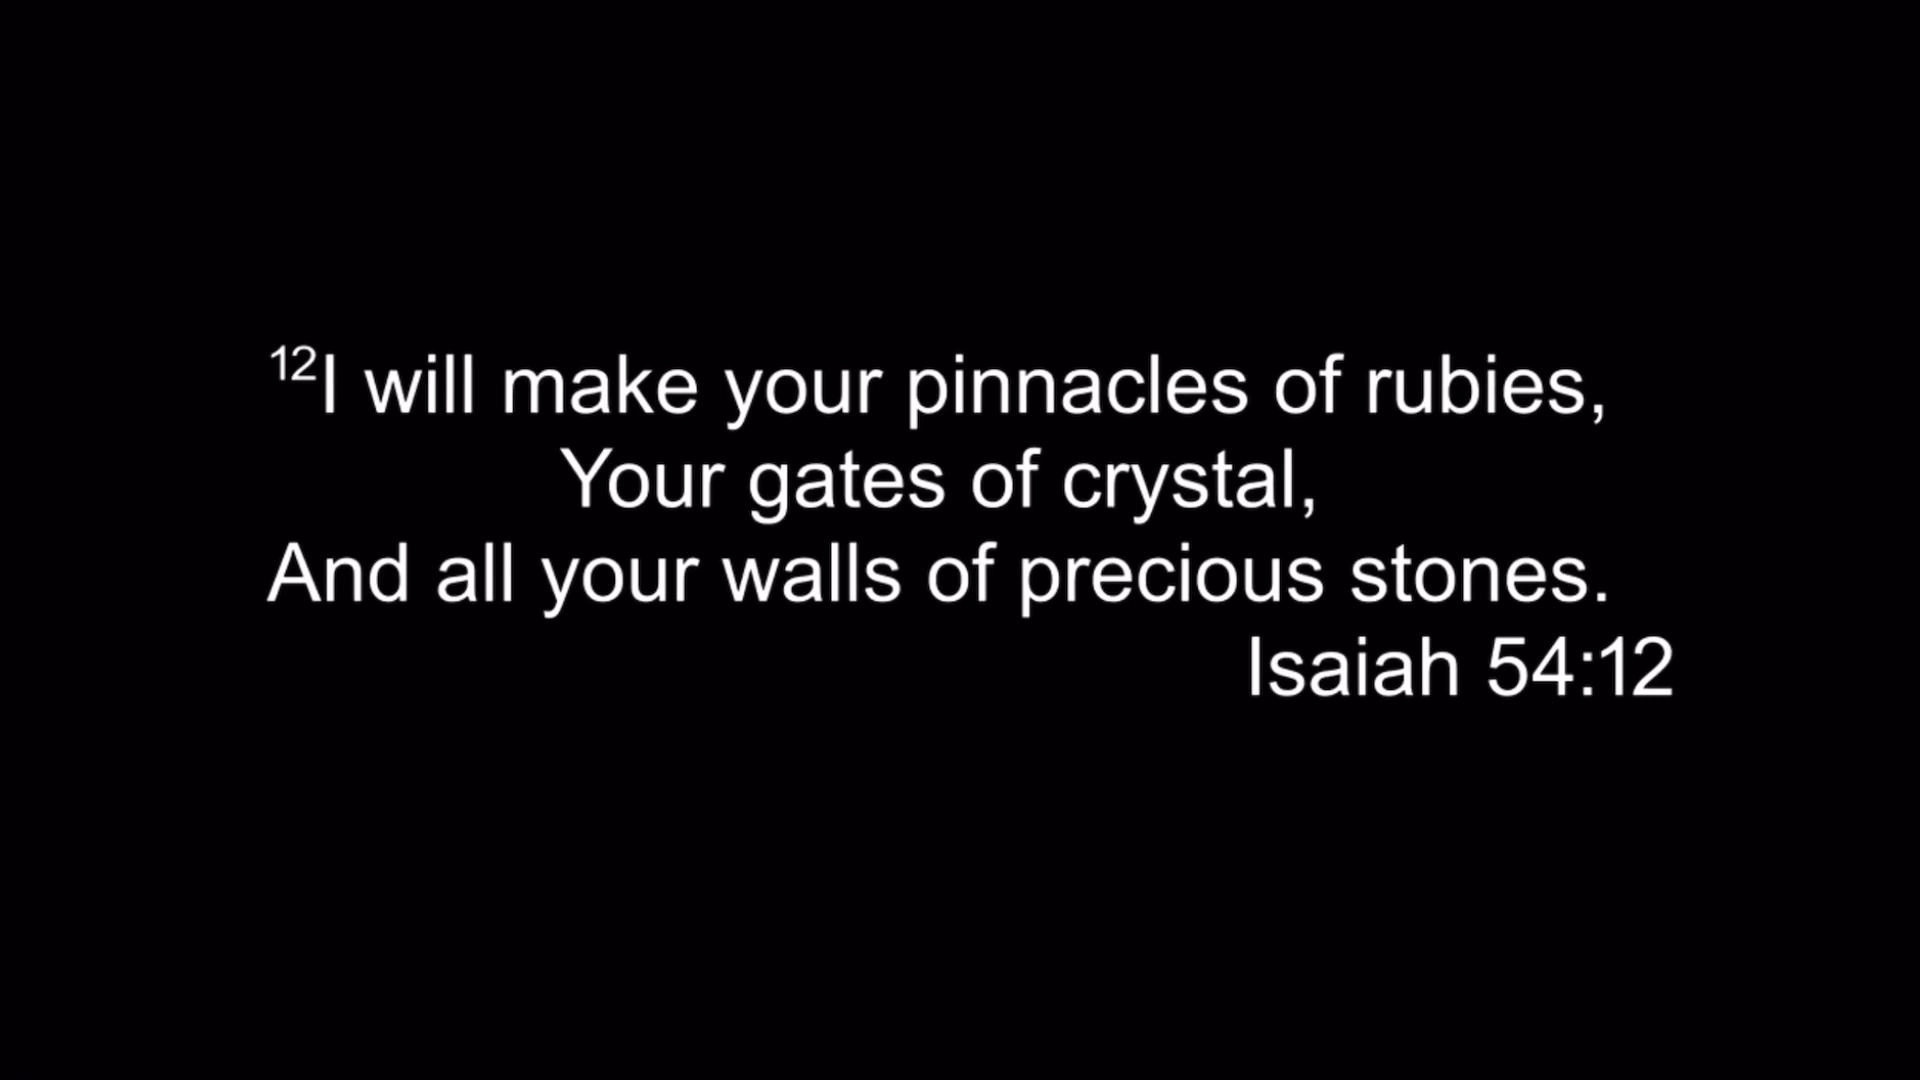 ¹²I will make your pinnacles of rubies,
Your gates of crystal,
And all your walls of precious stones.
Isaiah 54:12